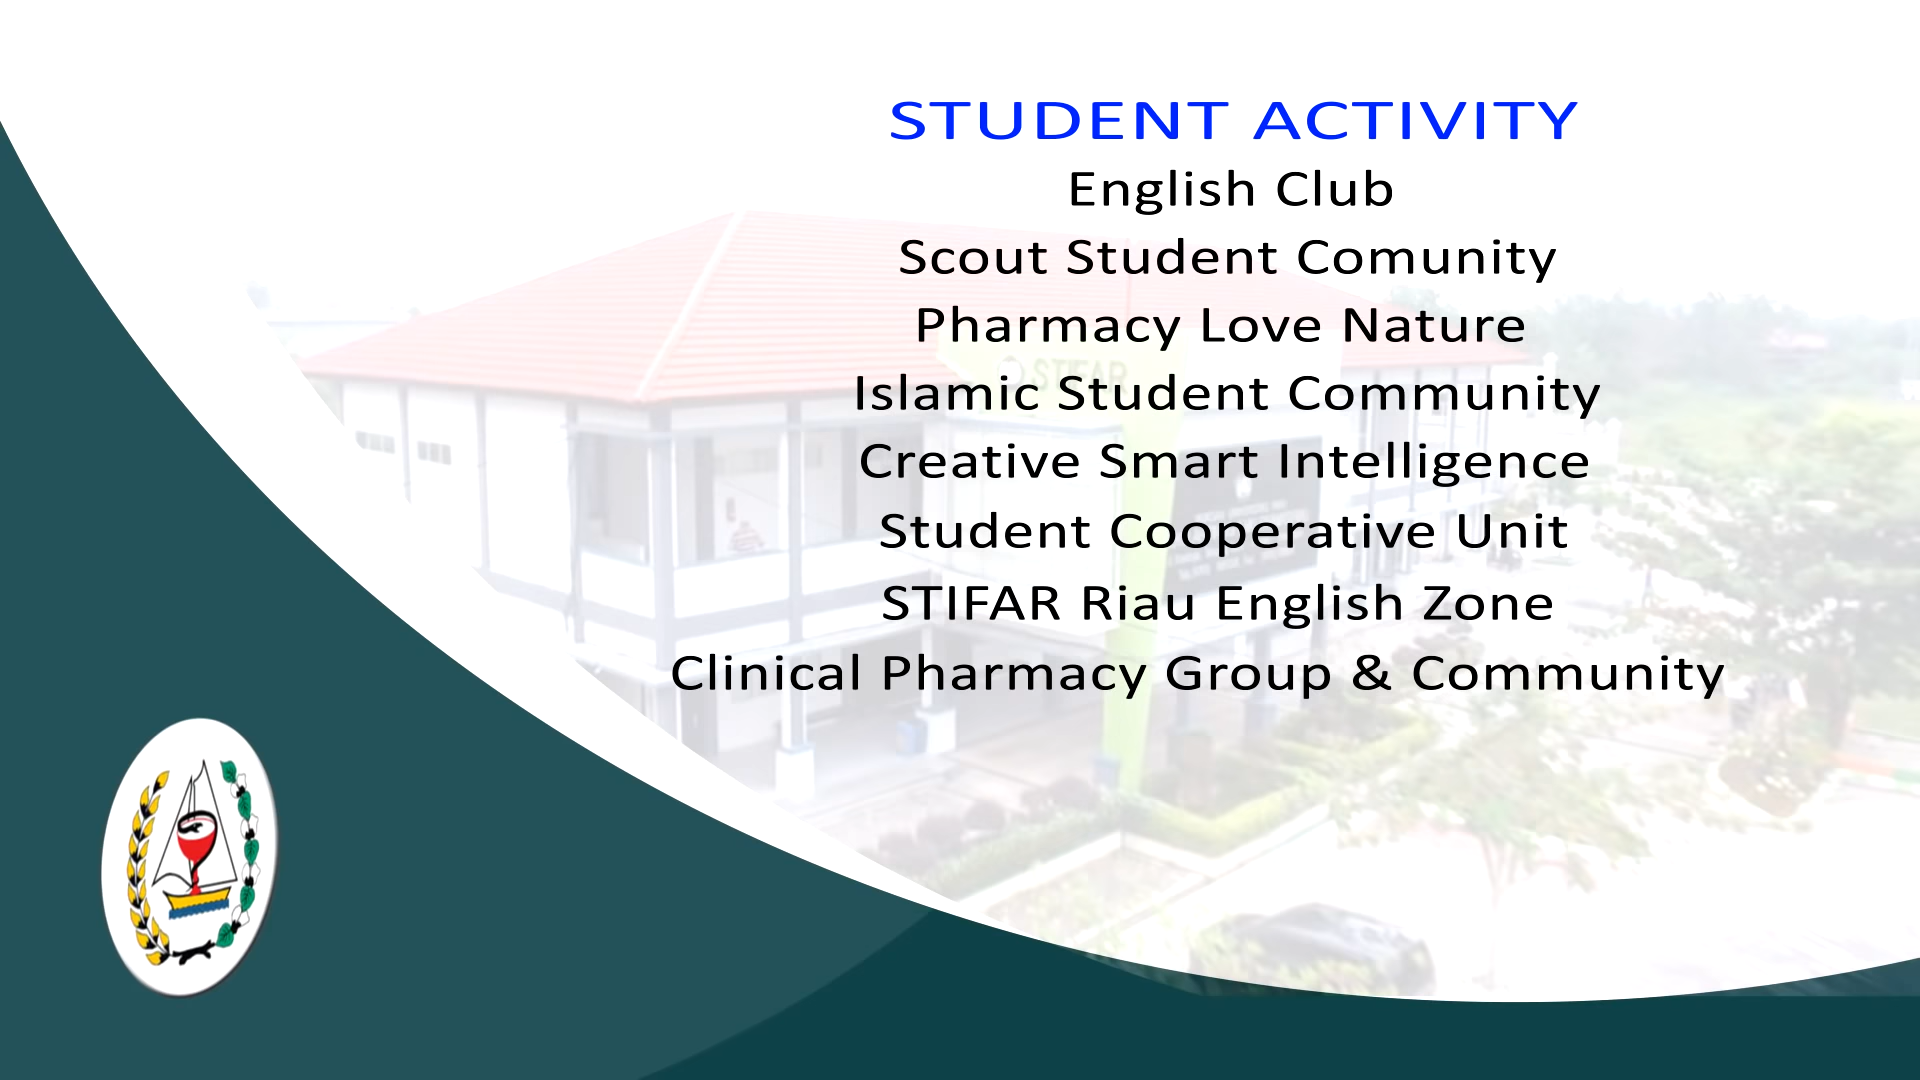 STUDENT ACTIVITY
English Club
Scout Student Comunity
Pharmacy Love Nature
Islamic Student Community
Creative Smart Intelligence
Student Cooperative Unit
STIFAR Riau English Zone
Clinical Pharmacy Group & Community
STIFAR